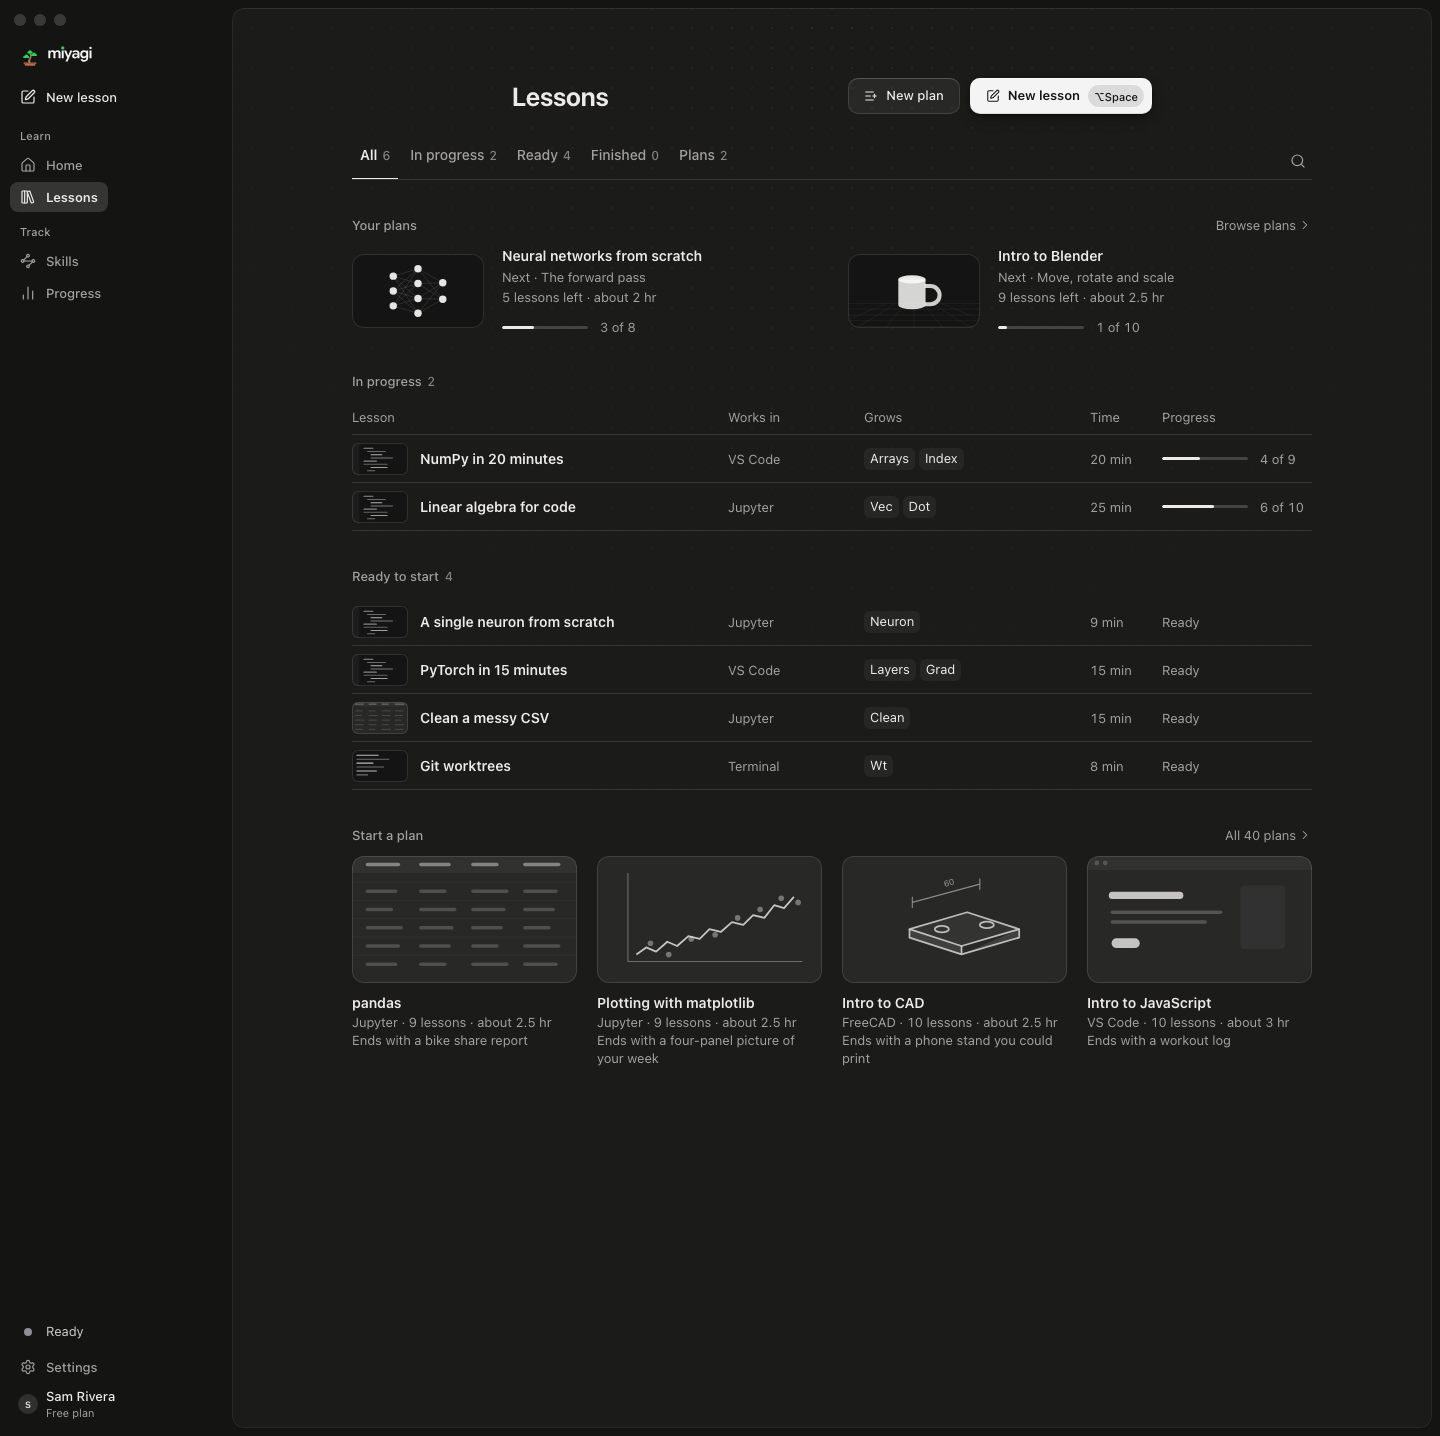 miyagi
New lesson
Learn
Home
Lessons
Track
Skills
Progress
Ready
Settings
S
Sam Rivera
Free plan
Lessons
New plan
New lesson ⌥Space
All 6 In progress 2 Ready 4 Finished 0 Plans 2
Your plans
Browse plans
Neural networks from scratch
Next · The forward pass
5 lessons left · about 2 hr
3 of 8
Intro to Blender
Next · Move, rotate and scale
9 lessons left · about 2.5 hr
1 of 10
In progress 2
Lesson Works in Grows Time Progress
NumPy in 20 minutes VS Code Arrays Index 20 min 4 of 9
Linear algebra for code Jupyter Vec Dot 25 min 6 of 10
Ready to start 4
A single neuron from scratch Jupyter Neuron 9 min Ready
PyTorch in 15 minutes VS Code Layers Grad 15 min Ready
Clean a messy CSV Jupyter Clean 15 min Ready
Git worktrees Terminal Wt 8 min Ready
Start a plan
All 40 plans
pandas
Jupyter · 9 lessons · about 2.5 hr
Ends with a bike share report
Plotting with matplotlib
Jupyter · 9 lessons · about 2.5 hr
Ends with a four-panel picture of
your week
60
Intro to CAD
FreeCAD · 10 lessons · about 2.5 hr
Ends with a phone stand you could
print
Intro to JavaScript
VS Code · 10 lessons · about 3 hr
Ends with a workout log